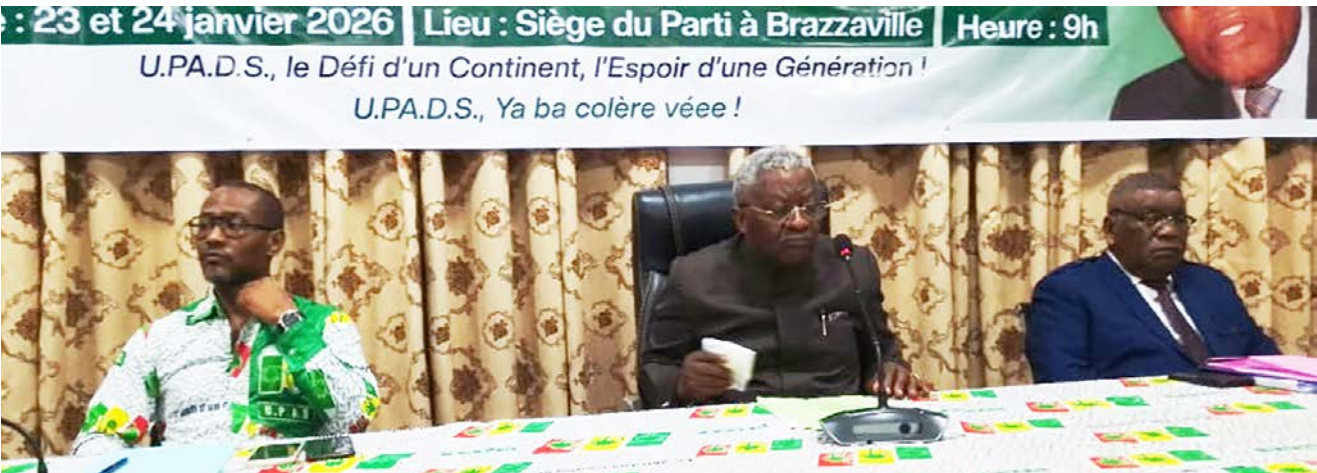 : 23 et 24 janvier 2026 Lieu : Siège du Parti à Brazzaville Heure : 9h
U.PA.D.S., le Défi d'un Continent, l'Espoir d'une Génération !
U.PA.D.S., Ya ba colère véee !